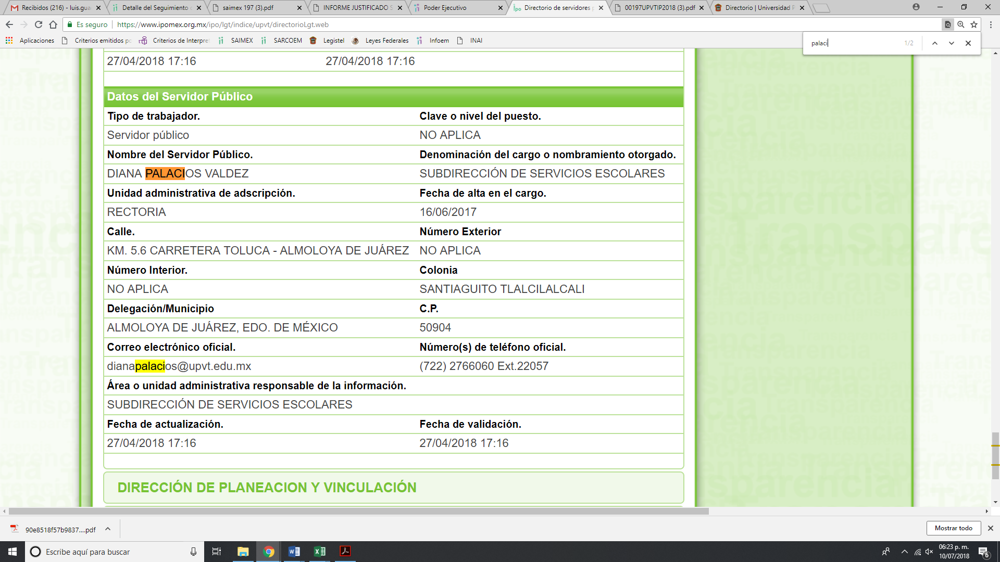 Recibidos (216) - luis.gua
Detalle del Seguimiento d
saimex 197 (3).pdf
INFORME JUSTIFICADO S
Poder Ejecutivo
Directorio de servidores p
00197UPVTIP2018 (3).pdf
Directorio | Universidad P
Es seguro
https://www.ipomex.org.mx/ipo/lgt/indice/upvt/directorioLgt.web
Aplicaciones
Criterios emitidos po
Criterios de Interpret
SAIMEX
SARCOEM
Legistel
Leyes Federales
Infoem
INAI
palaci
1/2
27/04/2018 17:16
27/04/2018 17:16
Datos del Servidor Público
Tipo de trabajador.
Clave o nivel del puesto.
Servidor público
NO APLICA
Nombre del Servidor Público.
Denominación del cargo o nombramiento otorgado.
DIANA PALACIOS VALDEZ
SUBDIRECCIÓN DE SERVICIOS ESCOLARES
Unidad administrativa de adscripción.
Fecha de alta en el cargo.
RECTORIA
16/06/2017
Calle.
Número Exterior
KM. 5.6 CARRETERA TOLUCA - ALMOLOYA DE JUÁREZ
NO APLICA
Número Interior.
Colonia
NO APLICA
SANTIAGUITO TLALCILALCALI
Delegación/Municipio
C.P.
ALMOLOYA DE JUÁREZ, EDO. DE MÉXICO
50904
Correo electrónico oficial.
Número(s) de teléfono oficial.
dianapalacios@upvt.edu.mx
(722) 2766060 Ext.22057
Área o unidad administrativa responsable de la información.
SUBDIRECCIÓN DE SERVICIOS ESCOLARES
Fecha de actualización.
Fecha de validación.
27/04/2018 17:16
27/04/2018 17:16
DIRECCIÓN DE PLANEACION Y VINCULACIÓN
90e8518f57b9837....pdf
Mostrar todo
Escribe aquí para buscar
06:23 p. m.
10/07/2018
6